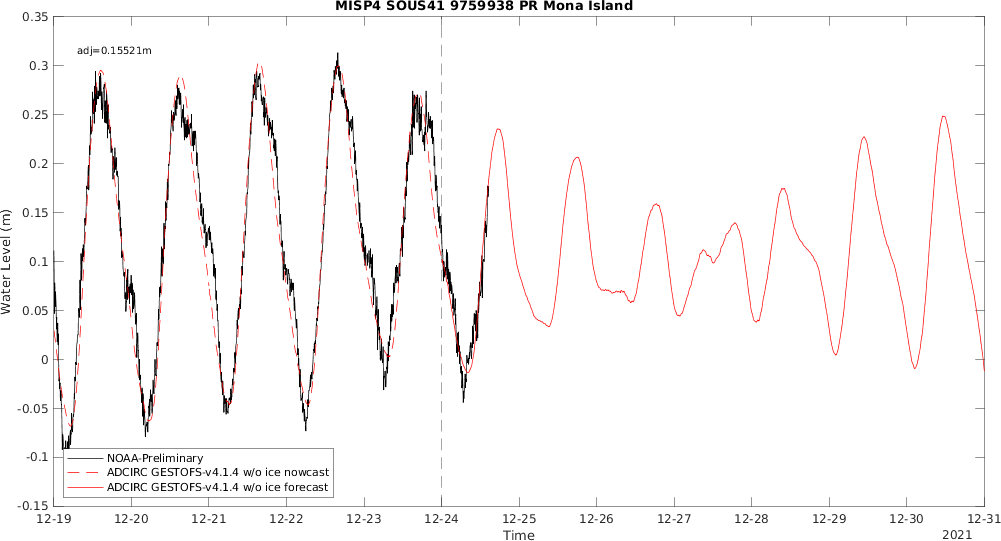 MISP4 SOUS41 9759938 PR Mona Island
adj=0.15521m
Water Level (m)
0.35
0.3
0.25
0.2
0.15
0.1
0.05
0
-0.05
-0.1
-0.15
NOAA-Preliminary
ADCIRC GESTOFS-v4.1.4 w/o ice nowcast
ADCIRC GESTOFS-v4.1.4 w/o ice forecast
12-19 12-20 12-21 12-22 12-23 12-24 12-25 12-26 12-27 12-28 12-29 12-30 12-31
Time
2021